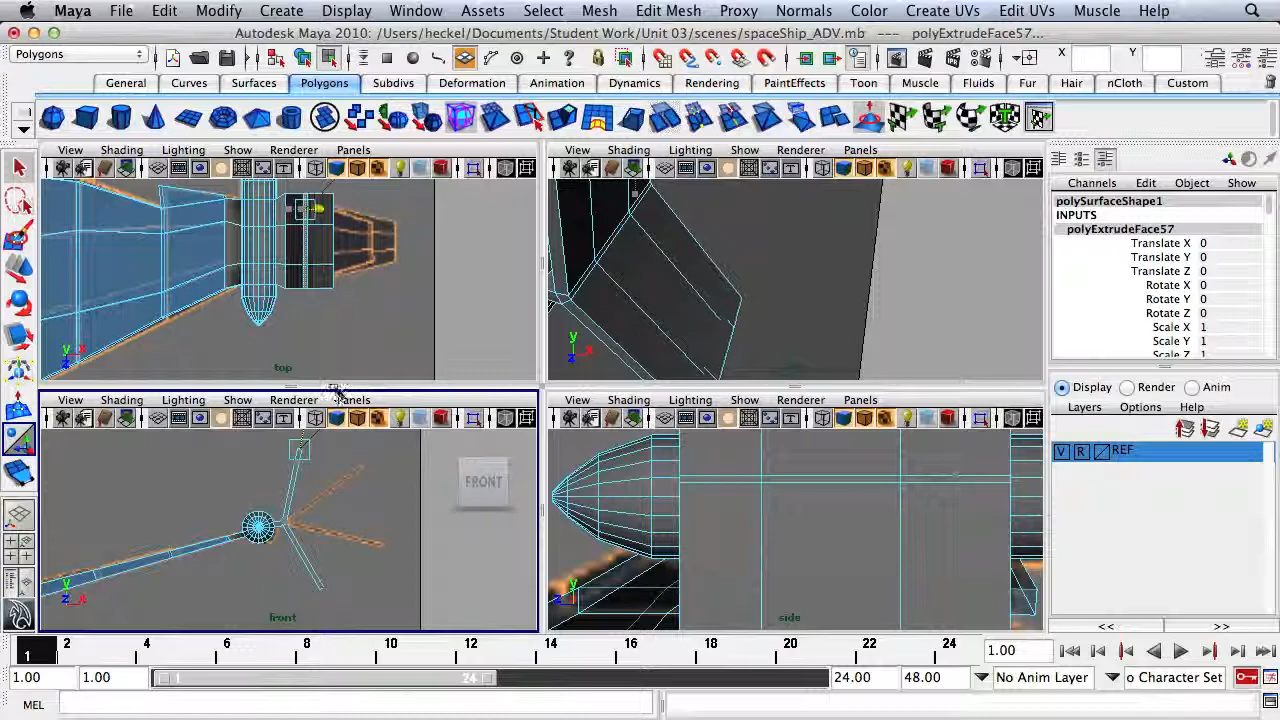 Maya File Edit Modify Create Display Window Assets Select Mesh Edit Mesh Proxy Normals Color Create UVs Edit UVs Muscle Help
Autodesk Maya 2010: /Users/heckel/Documents/Student Work/Unit 03/scenes/spaceShip_ADV.mb --- polyExtrudeFace57...
Polygons X Y
General Curves Surfaces Polygons Subdivs Deformation Animation Dynamics Rendering PaintEffects Toon Muscle Fluids Fur Hair nCloth Custom
View Shading Lighting Show Renderer Panels
View Shading Lighting Show Renderer Panels
Channels Edit Object Show
polySurfaceShape1
INPUTS
polyExtrudeFace57
Translate X 0
Translate Y 0
Translate Z 0
Rotate X 0
Rotate Y 0
Rotate Z 0
Scale X 1
Scale Y 1
Scale Z 1
y x z
top
y x z
Display Render Anim
Layers Options Help
V R REF
View Shading Lighting Show Renderer Panels
View Shading Lighting Show Renderer Panels
FRONT
y z x
front
y z
side
<< >>
1 2 4 6 8 10 12 14 16 18 20 22 24 1.00
1.00 1.00 1 24 24.00 48.00 No Anim Layer o Character Set
MEL